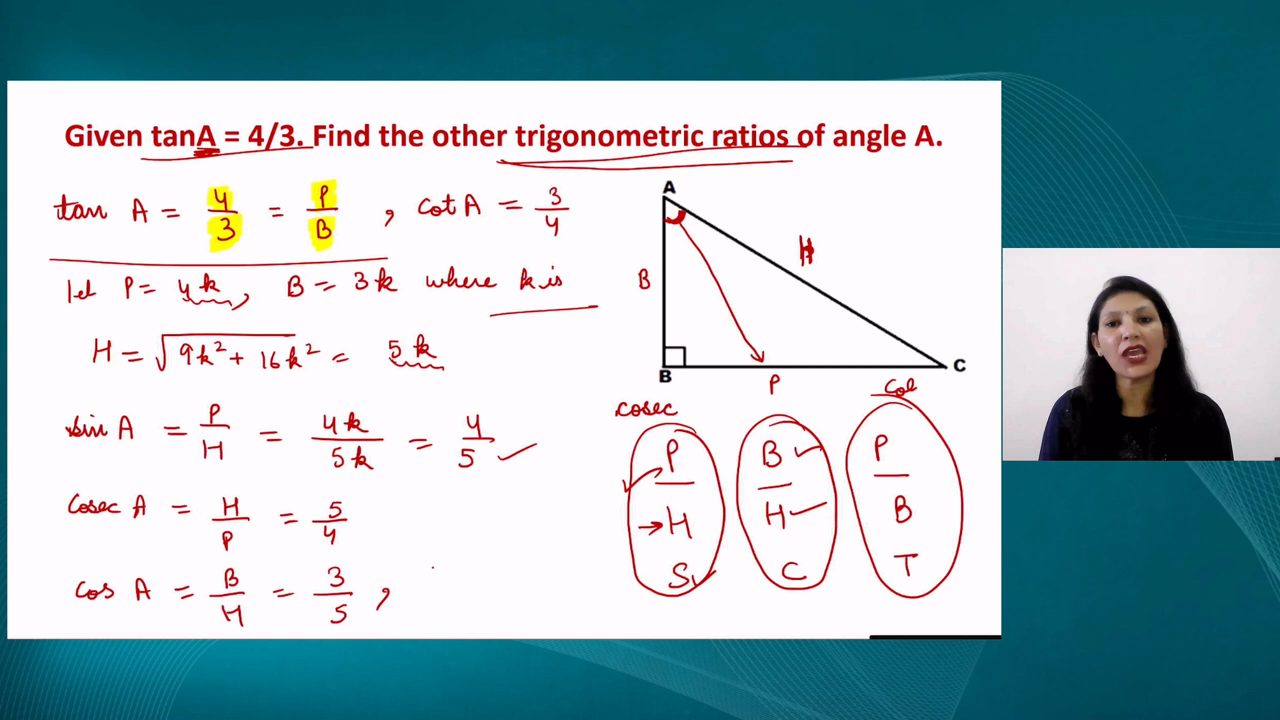 Given tanA = 4/3. Find the other trigonometric ratios of angle A.
tan A = 4/3 = P/B , cot A = 3/4
let P = 4k, B = 3k where k is
H = √9k² + 16k² = 5k
sin A = P/H = 4k/5k = 4/5
Cosec A = H/P = 5/4
cos A = B/H = 3/5 ,
A
H
B
B
P
C
cosec
cot
P B P
H H B
S C T